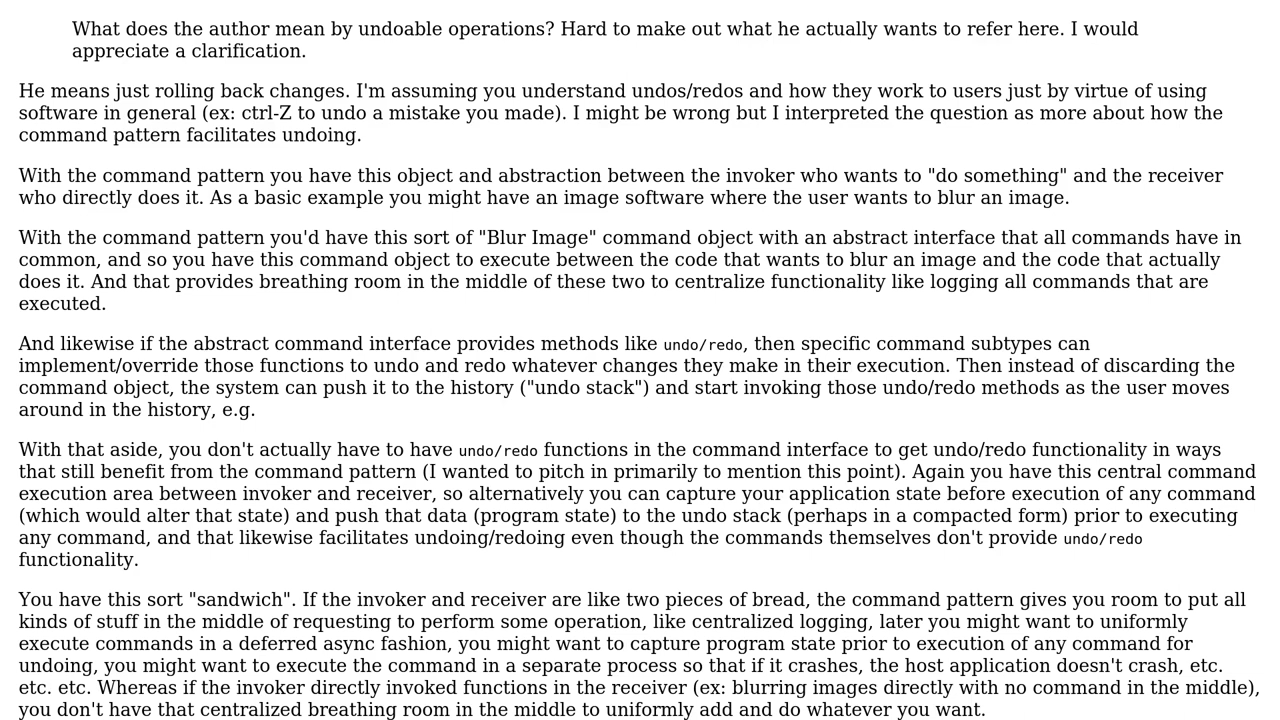 What does the author mean by undoable operations? Hard to make out what he actually wants to refer here. I would
appreciate a clarification.
He means just rolling back changes. I'm assuming you understand undos/redos and how they work to users just by virtue of using
software in general (ex: ctrl-Z to undo a mistake you made). I might be wrong but I interpreted the question as more about how the
command pattern facilitates undoing.
With the command pattern you have this object and abstraction between the invoker who wants to "do something" and the receiver
who directly does it. As a basic example you might have an image software where the user wants to blur an image.
With the command pattern you'd have this sort of "Blur Image" command object with an abstract interface that all commands have in
common, and so you have this command object to execute between the code that wants to blur an image and the code that actually
does it. And that provides breathing room in the middle of these two to centralize functionality like logging all commands that are
executed.
And likewise if the abstract command interface provides methods like undo/redo, then specific command subtypes can
implement/override those functions to undo and redo whatever changes they make in their execution. Then instead of discarding the
command object, the system can push it to the history ("undo stack") and start invoking those undo/redo methods as the user moves
around in the history, e.g.
With that aside, you don't actually have to have undo/redo functions in the command interface to get undo/redo functionality in ways
that still benefit from the command pattern (I wanted to pitch in primarily to mention this point). Again you have this central command
execution area between invoker and receiver, so alternatively you can capture your application state before execution of any command
(which would alter that state) and push that data (program state) to the undo stack (perhaps in a compacted form) prior to executing
any command, and that likewise facilitates undoing/redoing even though the commands themselves don't provide undo/redo
functionality.
You have this sort "sandwich". If the invoker and receiver are like two pieces of bread, the command pattern gives you room to put all
kinds of stuff in the middle of requesting to perform some operation, like centralized logging, later you might want to uniformly
execute commands in a deferred async fashion, you might want to capture program state prior to execution of any command for
undoing, you might want to execute the command in a separate process so that if it crashes, the host application doesn't crash, etc.
etc. etc. Whereas if the invoker directly invoked functions in the receiver (ex: blurring images directly with no command in the middle),
you don't have that centralized breathing room in the middle to uniformly add and do whatever you want.